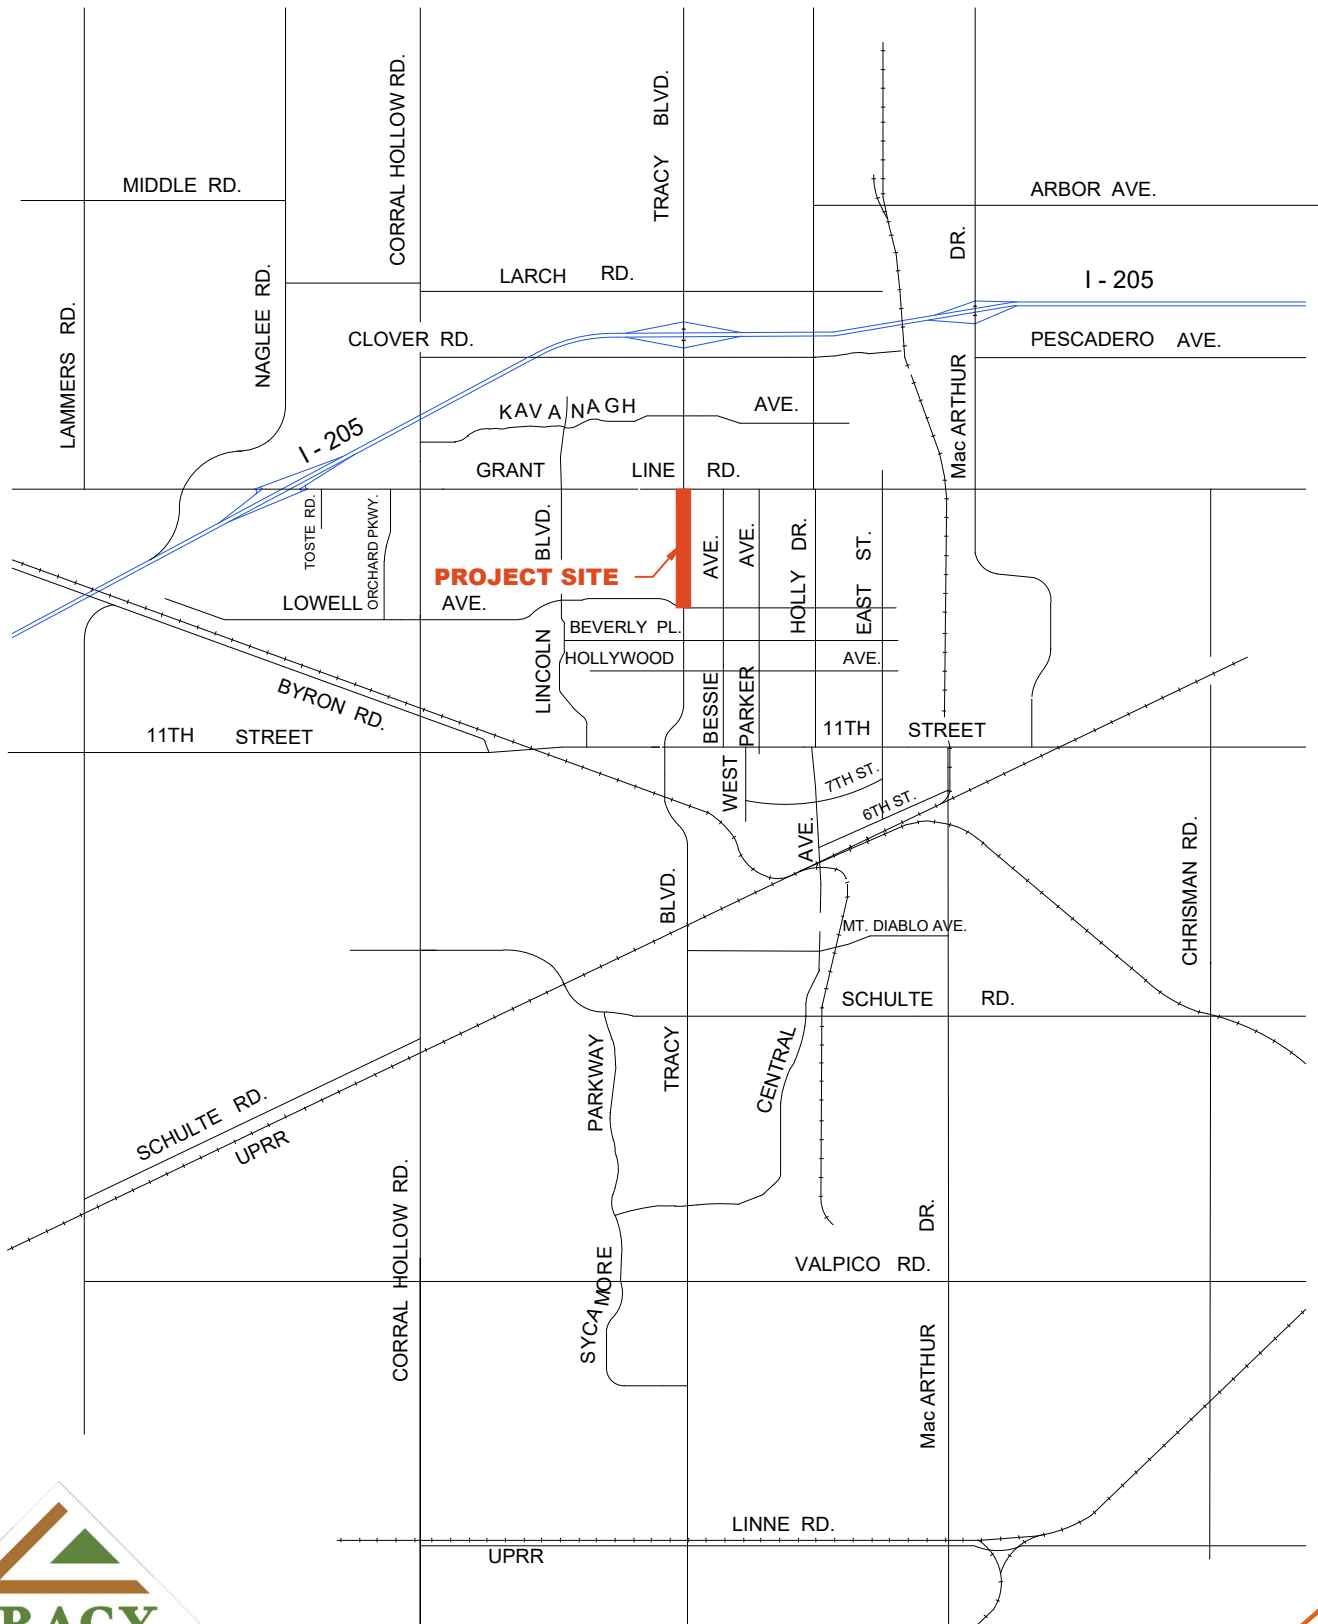 CORRAL HOLLOW RD.
TRACY BLVD.
MIDDLE RD.
ARBOR AVE.
Mac ARTHUR DR.
LARCH RD.
I - 205
NAGLEE RD.
LAMMERS RD.
CLOVER RD.
PESCADERO AVE.
KAVANAGH AVE.
I - 205
GRANT LINE RD.
TOSTE RD.
ORCHARD PKWY.
LINCOLN BLVD.
BESSIE AVE.
PARKER AVE.
HOLLY DR.
EAST ST.
PROJECT SITE
LOWELL AVE.
BEVERLY PL.
HOLLYWOOD AVE.
BYRON RD.
11TH STREET
11TH STREET
WEST
7TH ST.
6TH ST.
CENTRAL AVE.
CHRISMAN RD.
TRACY BLVD.
MT. DIABLO AVE.
SCHULTE RD.
SCHULTE RD.
UPRR
SYCAMORE PARKWAY
CORRAL HOLLOW RD.
VALPICO RD.
Mac ARTHUR DR.
LINNE RD.
UPRR